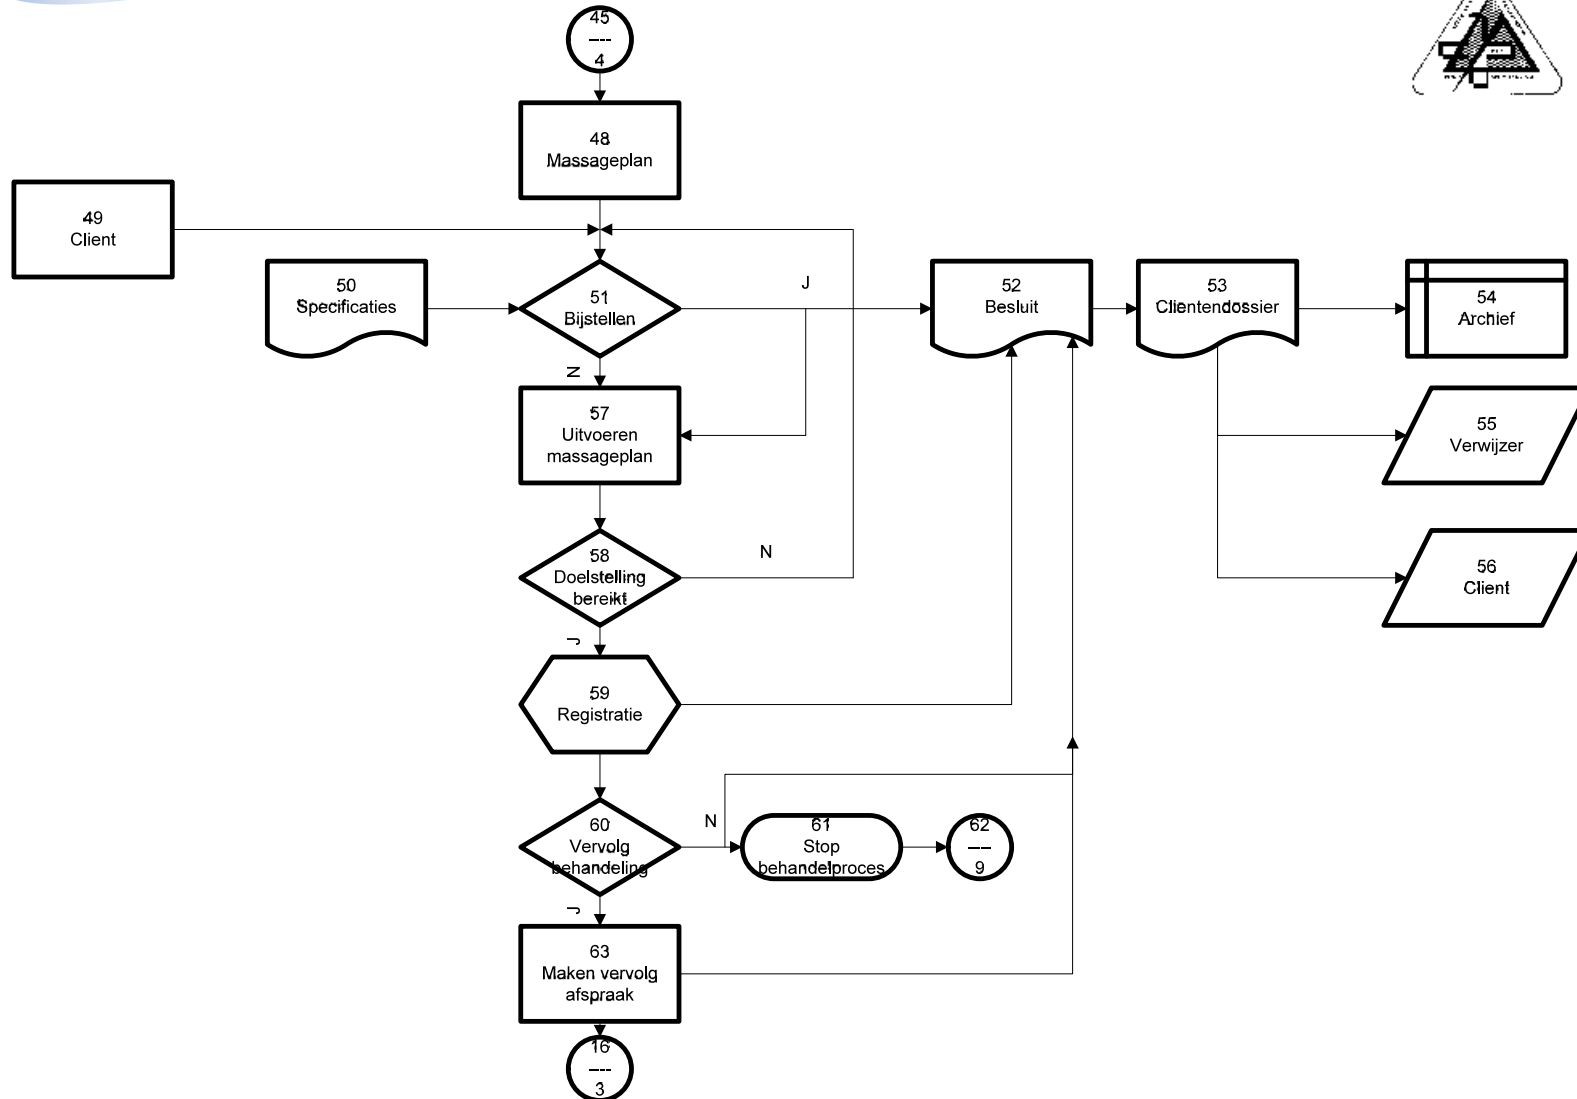 45
----
4
48
Massageplan
49
Client
50
Specificaties
51
Bijstellen
J
52
Besluit
53
Clientendossier
54
Archief
N
57
Uitvoeren
massageplan
55
Verwijzer
58
Doelstelling
bereikt
N
56
Client
J
59
Registratie
60
Vervolg
behandeling
N
61
Stop
behandelproces
62
----
9
J
63
Maken vervolg
afspraak
16
----
3